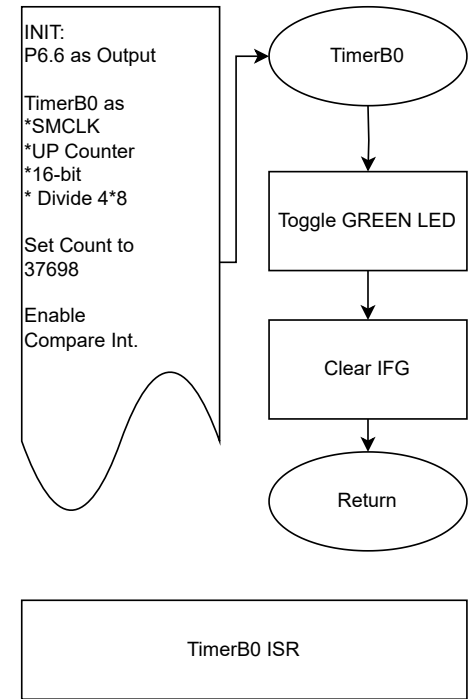 INIT:
P6.6 as Output
TimerB0 as
*SMCLK
*UP Counter
*16-bit
* Divide 4*8
Set Count to
37698
Enable
Compare Int.
TimerB0
Toggle GREEN LED
Clear IFG
Return
TimerB0 ISR